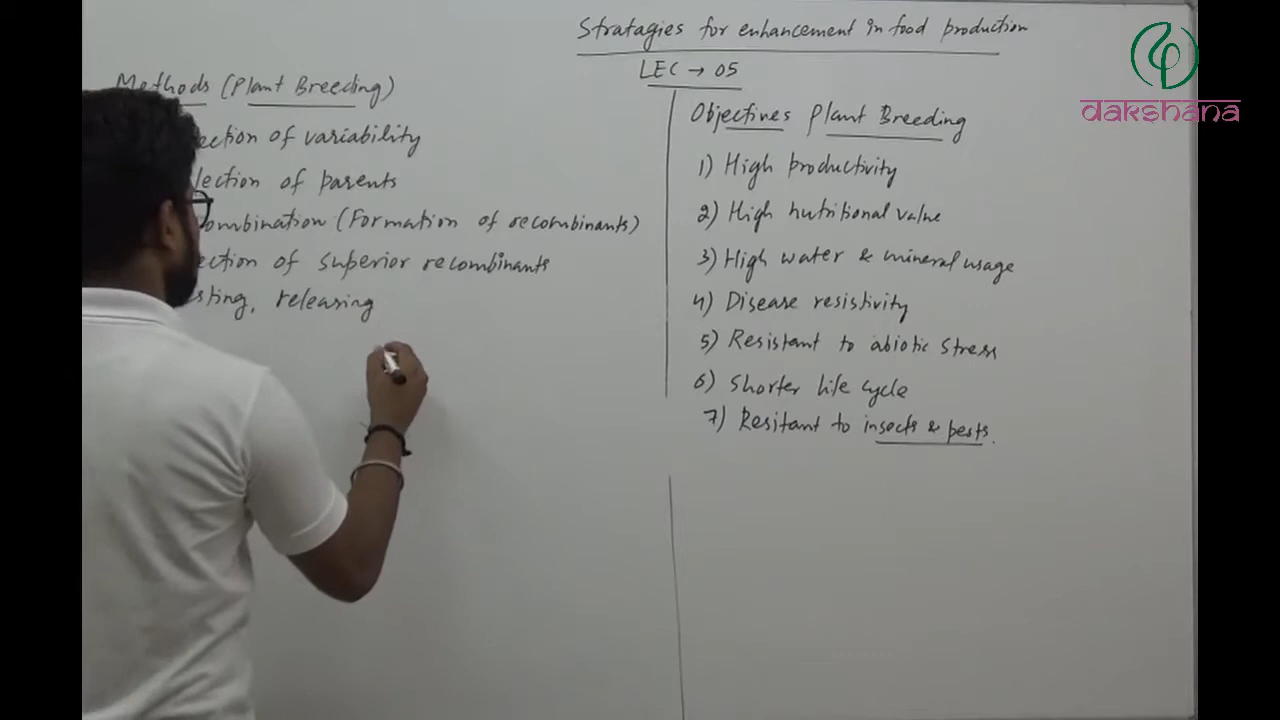 Stratagies for enhancement in food production
LEC → 05
dakshana
Methods (Plant Breeding)
ection of variability
lection of parents
ombination (Formation of recombinants)
ection of superior recombinants
sting, releasing
Objectives Plant Breeding
1) High productivity
2) High nutritional value
3) High water & mineral usage
4) Disease resistivity
5) Resistant to abiotic stress
6) Shorter life cycle
7) Resitant to insects & pests.